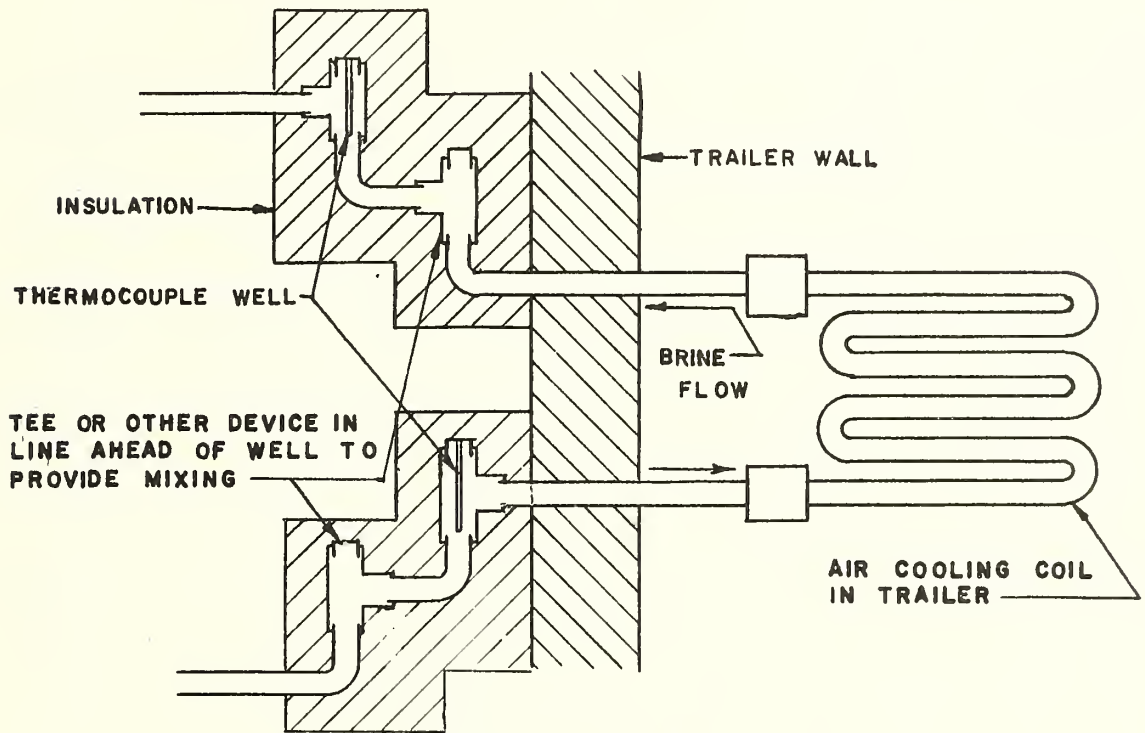 TRAILER WALL
INSULATION
THERMOCOUPLE WELL
BRINE
FLOW
TEE OR OTHER DEVICE IN
LINE AHEAD OF WELL TO
PROVIDE MIXING
AIR COOLING COIL
IN TRAILER